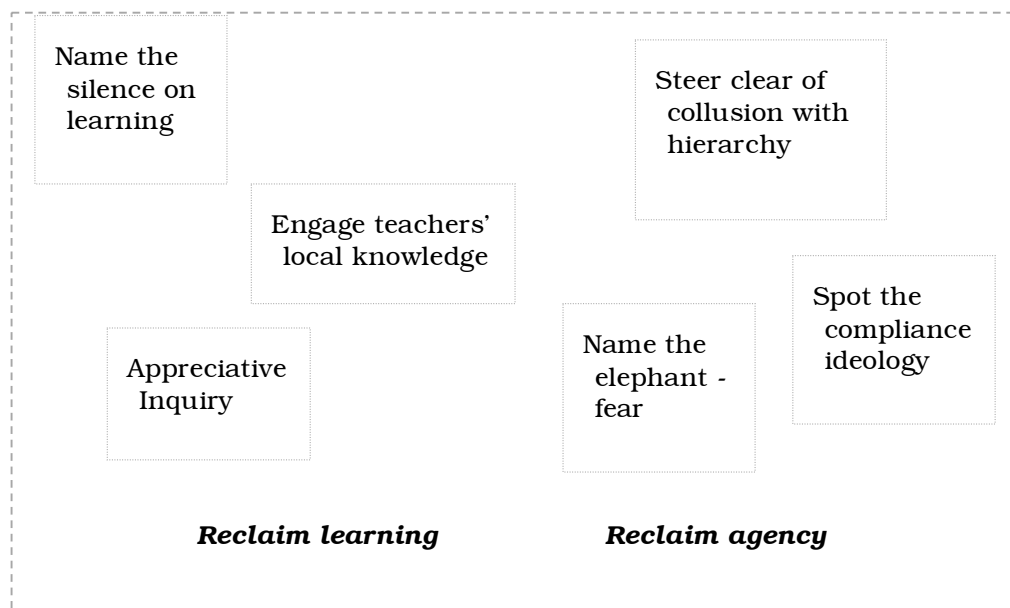 Name the
silence on
learning
Engage teachers’
local knowledge
Appreciative
Inquiry
Reclaim learning
Steer clear of
collusion with
hierarchy
Spot the
compliance
ideology
Name the
elephant -
fear
Reclaim agency